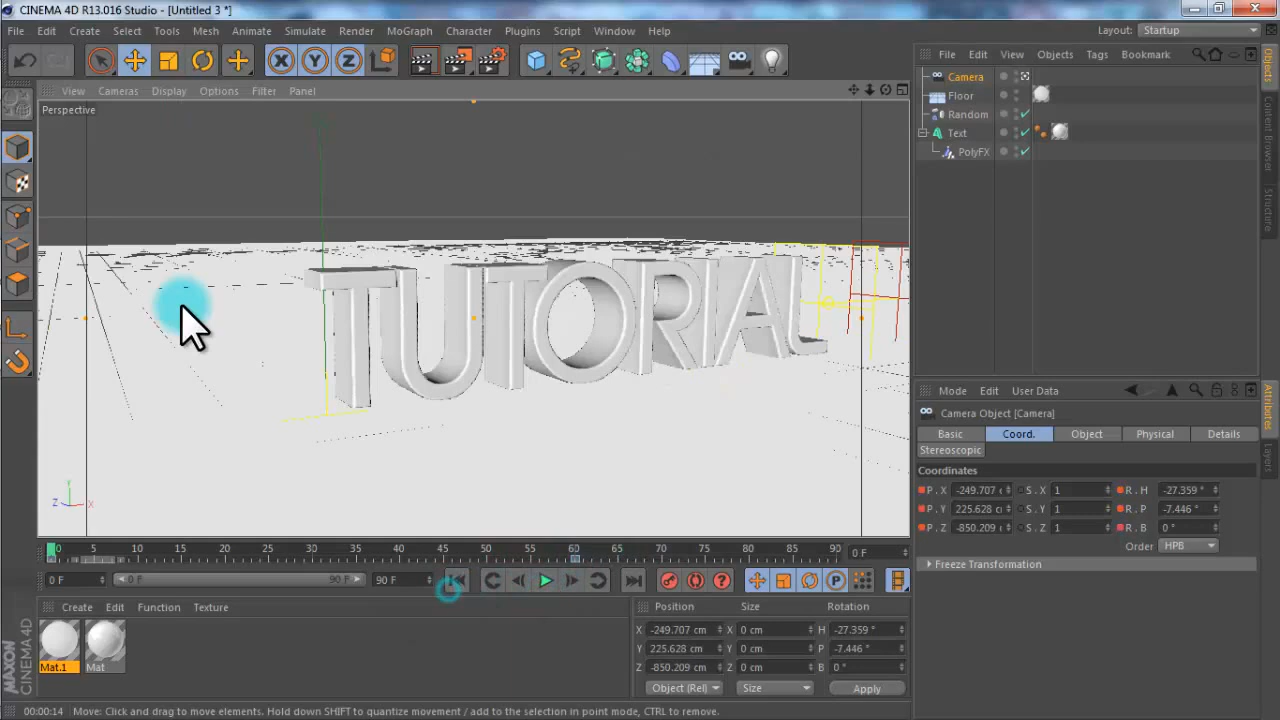 CINEMA 4D R13.016 Studio - [Untitled 3 *]
File Edit Create Select Tools Mesh Animate Simulate Render MoGraph Character Plugins Script Window Help Layout: Startup
X Y Z
File Edit View Objects Tags Bookmark
View Cameras Display Options Filter Panel
Perspective
Camera
Floor
Random
Text
PolyFX
Objects
Content Browser
Structure
TUTORIAL
Y
Z X
Mode Edit User Data
Camera Object [Camera]
Basic Coord. Object Physical Details
Stereoscopic
Coordinates
P . X -249.707 c S . X 1 R . H -27.359 °
P . Y 225.628 c S . Y 1 R . P -7.446 °
P . Z -850.209 c S . Z 1 R . B 0 °
Order HPB
Freeze Transformation
Attributes
Layers
0 5 10 15 20 25 30 35 40 45 50 55 60 65 70 75 80 85 90 0 F
0 F 0 F 90 F 90 F
P
Create Edit Function Texture
Mat.1 Mat
Position Size Rotation
X -249.707 cm X 0 cm H -27.359 °
Y 225.628 cm Y 0 cm P -7.446 °
Z -850.209 cm Z 0 cm B 0 °
Object (Rel) Size Apply
MAXON
CINEMA 4D
00:00:14 Move: Click and drag to move elements. Hold down SHIFT to quantize movement / add to the selection in point mode, CTRL to remove.